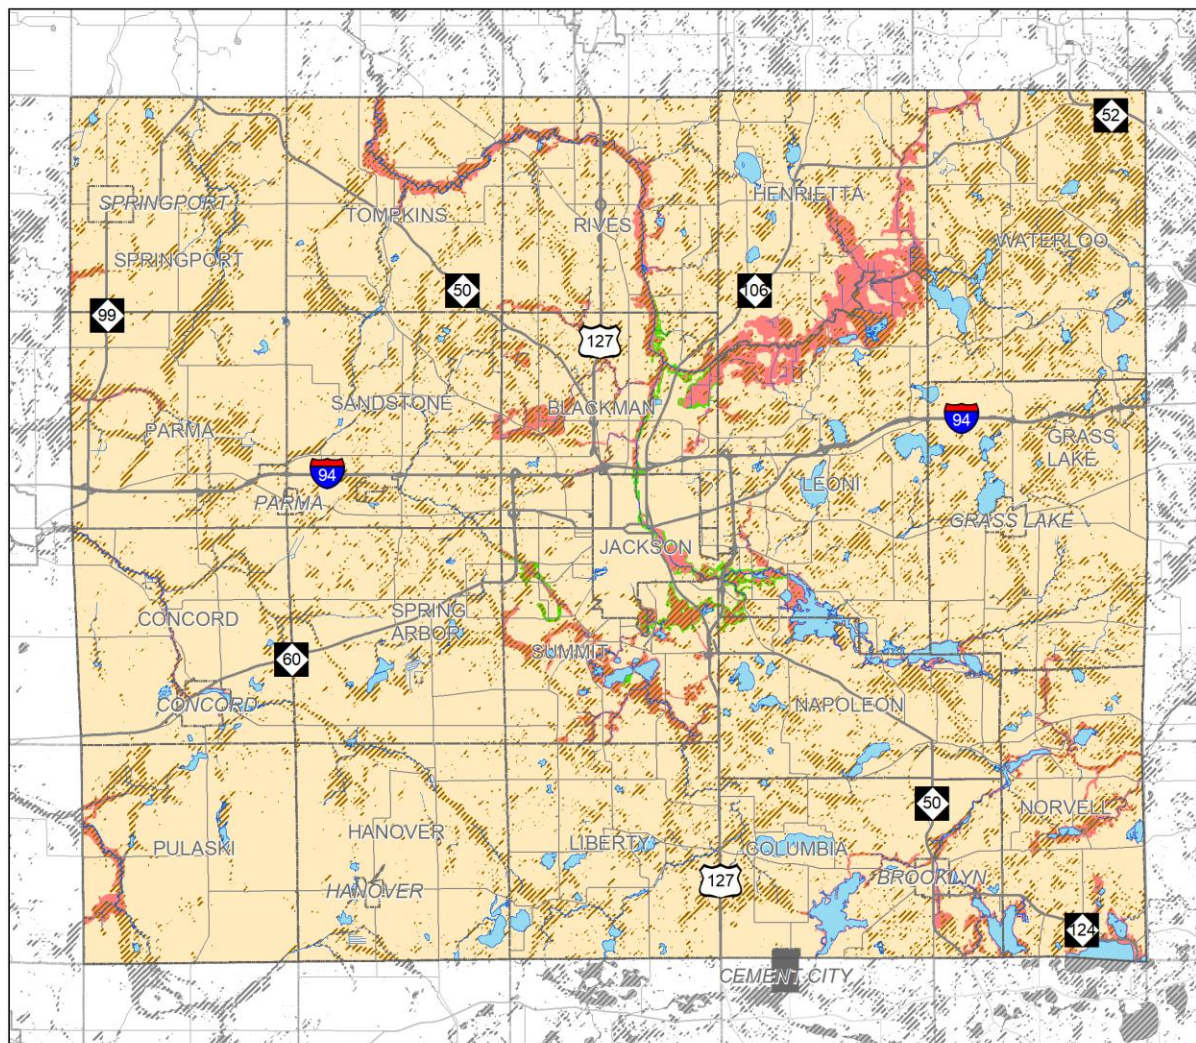 52
SPRINGPORT
TOMPKINS
RIVES
HENRIETTA
WATERLOO
SPRINGPORT
99
50
106
127
SANDSTONE
BLACKMAN
94
PARMA
GRASS
LAKE
94
LEONI
PARMA
GRASS LAKE
JACKSON
CONCORD
SPRING
ARBOR
SUMMIT
60
CONCORD
NAPOLEON
50
NORVELL
HANOVER
PULASKI
LIBERTY
COLUMBIA
127
BROOKLYN
HANOVER
124
CEMENT CITY